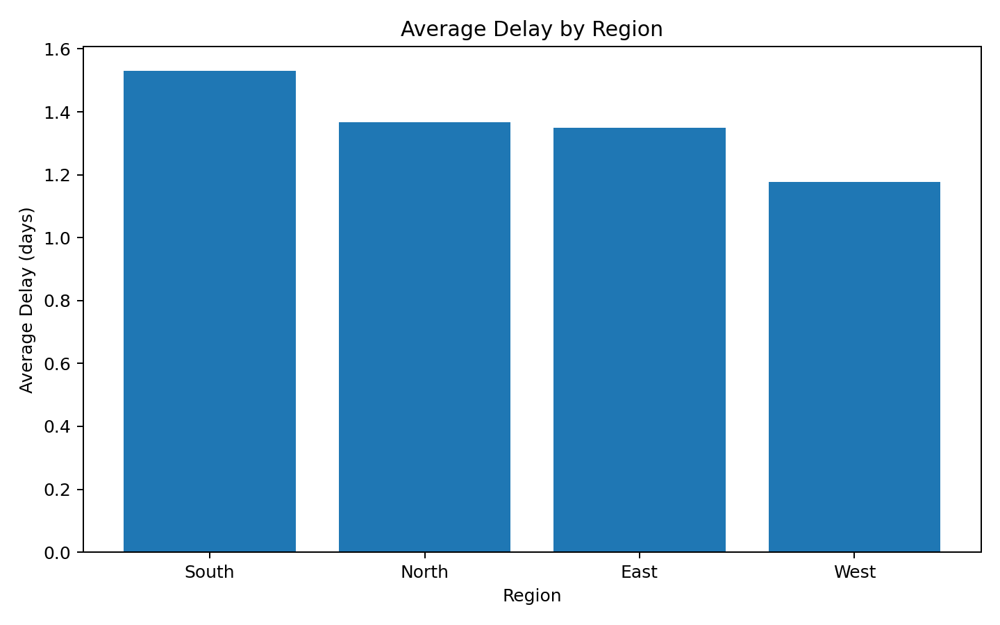 Average Delay by Region
Average Delay (days)
1.6
1.4
1.2
1.0
0.8
0.6
0.4
0.2
0.0
South North East West
Region